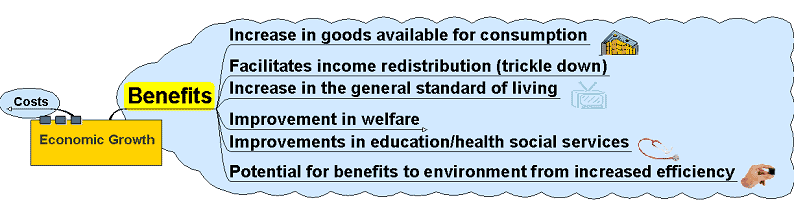 Costs
Economic Growth
Benefits
Increase in goods available for consumption
Facilitates income redistribution (trickle down)
Increase in the general standard of living
Improvement in welfare
Improvements in education/health social services
Potential for benefits to environment from increased efficiency